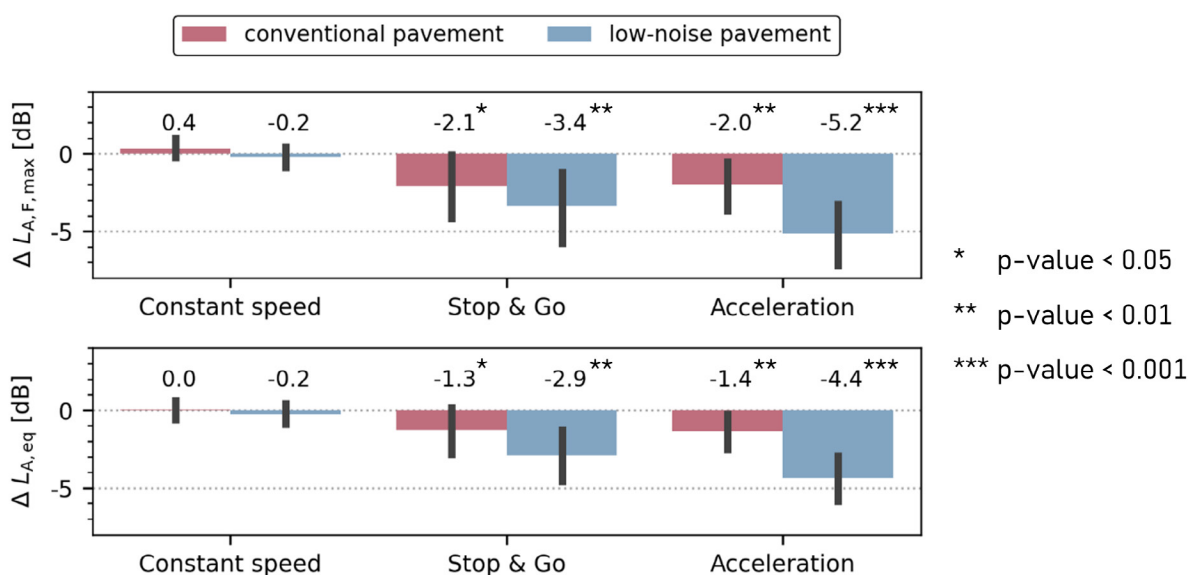 conventional pavement low-noise pavement
Δ L_A,F,max [dB]
0.4 -0.2 -2.1* -3.4** -2.0** -5.2***
0
-5
Constant speed Stop & Go Acceleration
* p-value < 0.05
** p-value < 0.01
*** p-value < 0.001
Δ L_A,eq [dB]
0.0 -0.2 -1.3* -2.9** -1.4** -4.4***
0
-5
Constant speed Stop & Go Acceleration